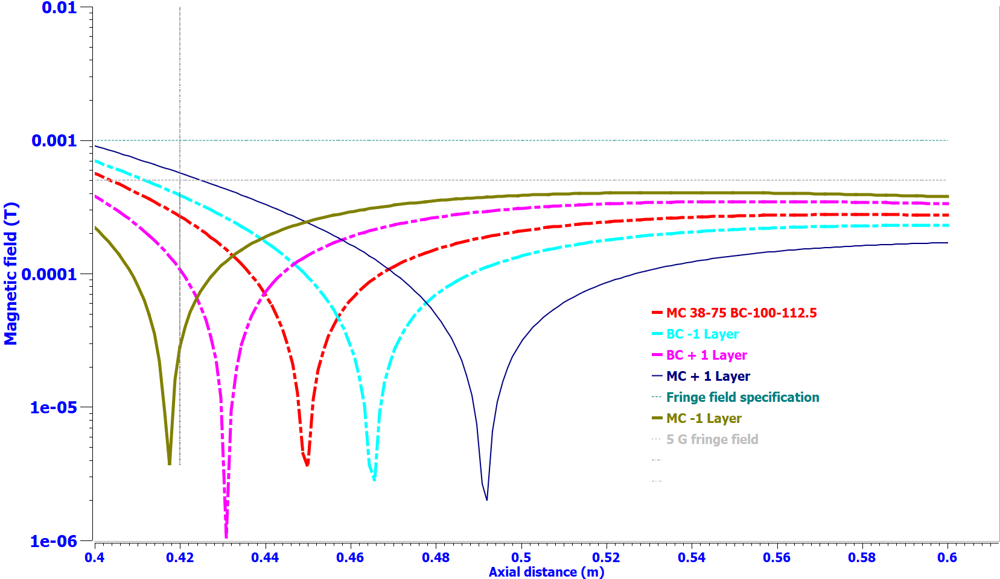 0.01
0.001
0.0001
1e-05
1e-06
Magnetic field (T)
0.4 0.42 0.44 0.46 0.48 0.5 0.52 0.54 0.56 0.58 0.6
Axial distance (m)
MC 38-75 BC-100-112.5
BC -1 Layer
BC + 1 Layer
MC + 1 Layer
Fringe field specification
MC -1 Layer
5 G fringe field